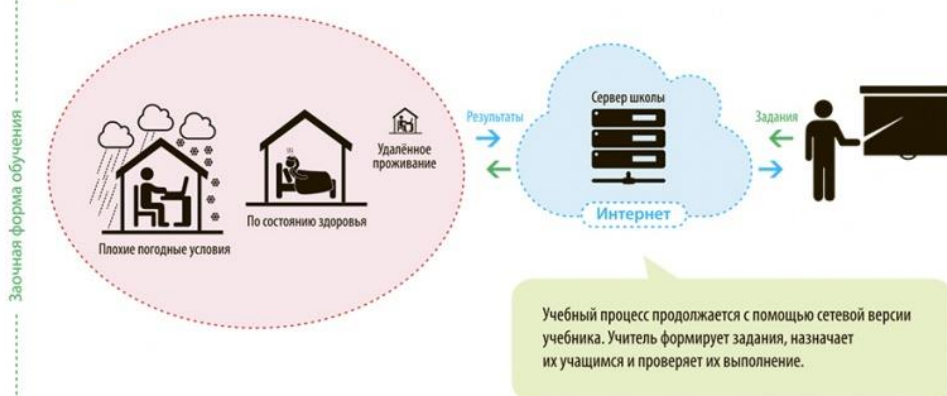 Заочная форма обучения
Плохие погодные условия
По состоянию здоровья
Удалённое
проживание
Результаты
Сервер школы
Интернет
Задания
Учебный процесс продолжается с помощью сетевой версии
учебника. Учитель формирует задания, назначает
их учащимся и проверяет их выполнение.